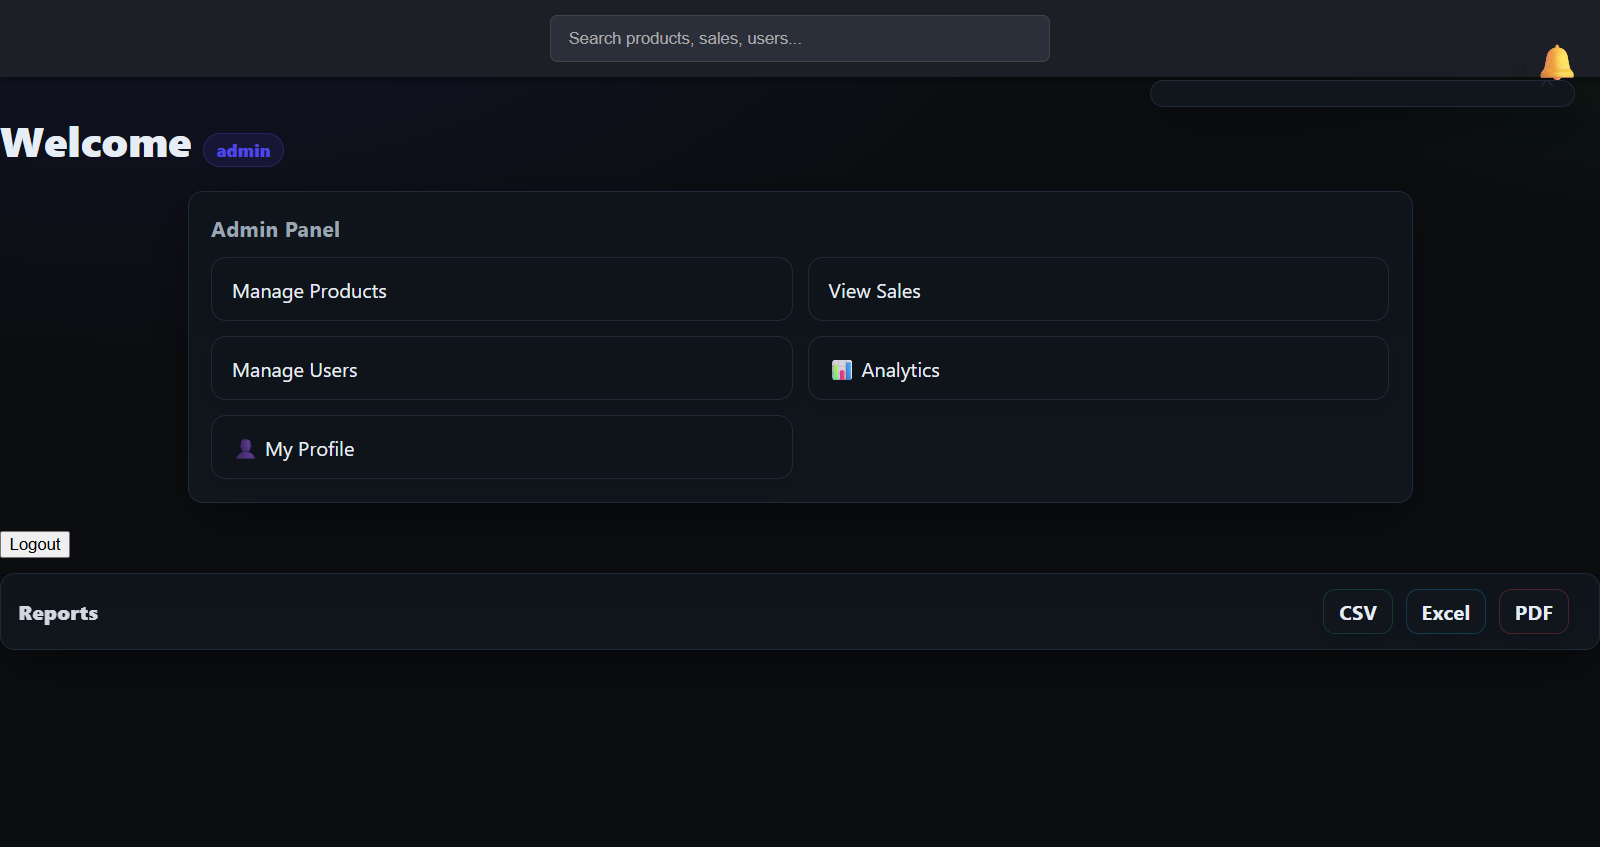 Search products, sales, users...
Welcome admin
Admin Panel
Manage Products
View Sales
Manage Users
Analytics
My Profile
Logout
Reports
CSV
Excel
PDF